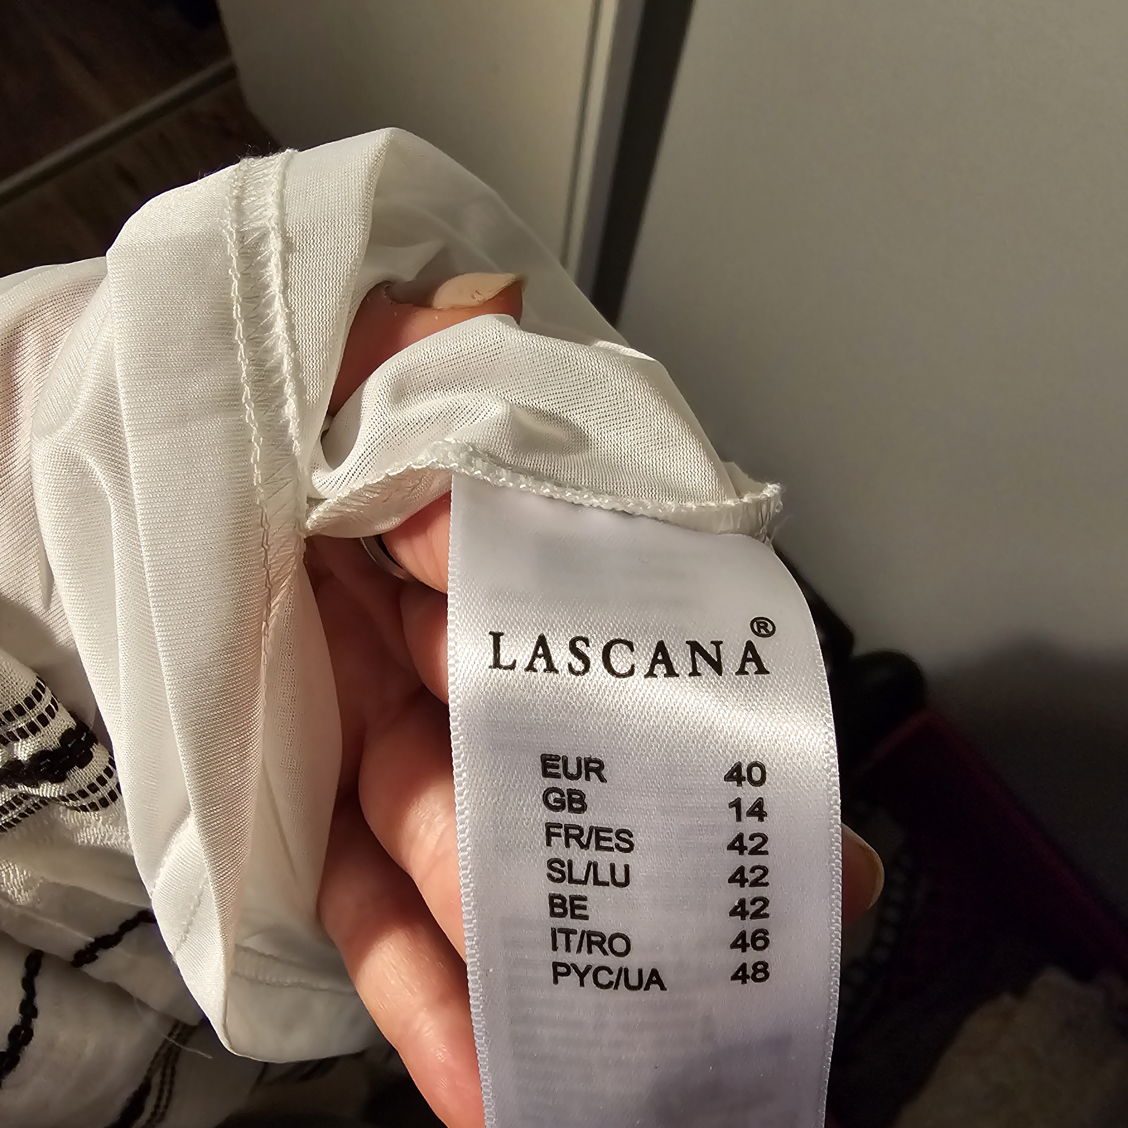 LASCANA®
EUR 40
GB 14
FR/ES 42
SL/LU 42
BE 42
IT/RO 46
PYC/UA 48